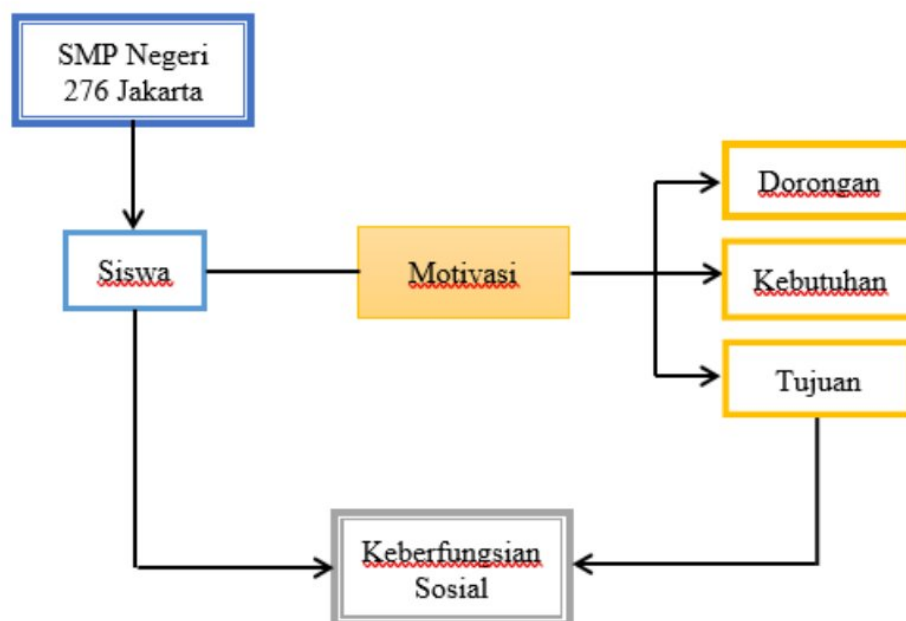 SMP Negeri
276 Jakarta
Siswa
Motivasi
Dorongan
Kebutuhan
Tujuan
Keberfungsian
Sosial